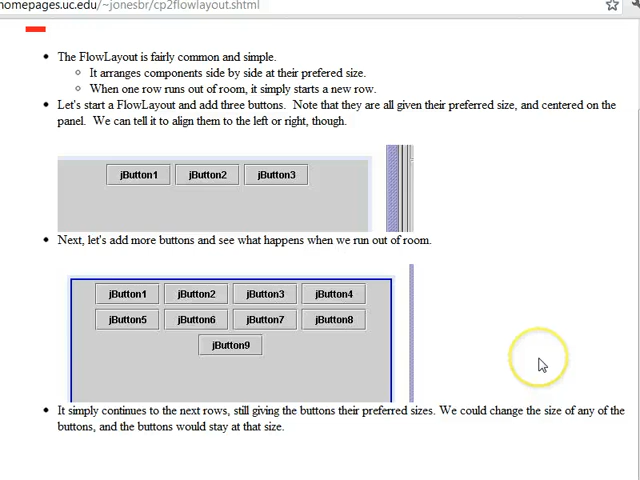 homepages.uc.edu/~jonesbr/cp2flowlayout.shtml
The FlowLayout is fairly common and simple.
It arranges components side by side at their prefered size.
When one row runs out of room, it simply starts a new row.
Let's start a FlowLayout and add three buttons. Note that they are all given their preferred size, and centered on the
panel. We can tell it to align them to the left or right, though.
jButton1 jButton2 jButton3
Next, let's add more buttons and see what happens when we run out of room.
jButton1 jButton2 jButton3 jButton4
jButton5 jButton6 jButton7 jButton8
jButton9
It simply continues to the next rows, still giving the buttons their preferred sizes. We could change the size of any of the
buttons, and the buttons would stay at that size.